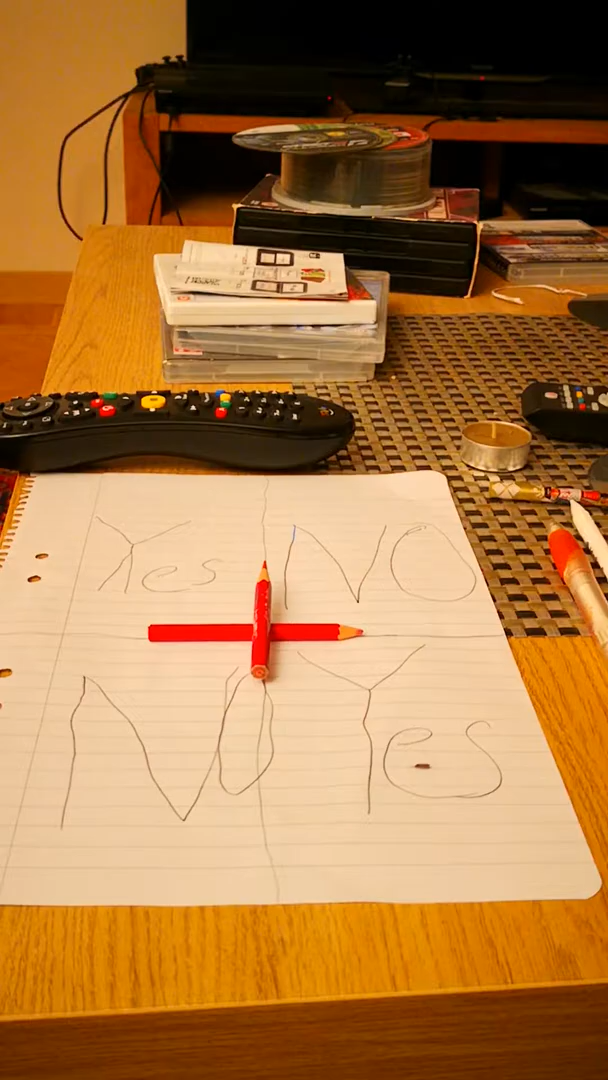 Yes NO
NO Yes